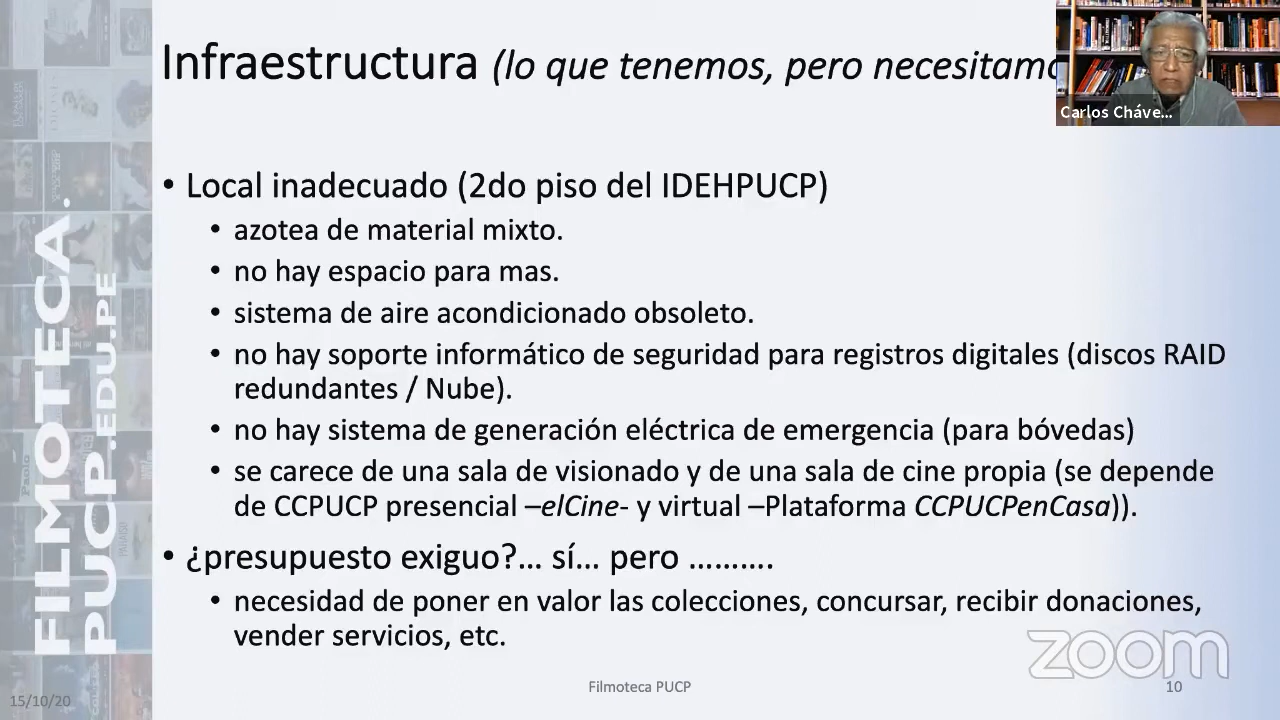 Infraestructura (lo que tenemos, pero necesitamo
Carlos Cháve...
• Local inadecuado (2do piso del IDEHPUCP)
• azotea de material mixto.
• no hay espacio para mas.
• sistema de aire acondicionado obsoleto.
• no hay soporte informático de seguridad para registros digitales (discos RAID
redundantes / Nube).
• no hay sistema de generación eléctrica de emergencia (para bóvedas)
• se carece de una sala de visionado y de una sala de cine propia (se depende
de CCPUCP presencial –elCine- y virtual –Plataforma CCPUCPenCasa)).
• ¿presupuesto exiguo?... sí... pero ..........
• necesidad de poner en valor las colecciones, concursar, recibir donaciones,
vender servicios, etc.
FILMOTECA.
PUCP.EDU.PE
zoom
15/10/20
Filmoteca PUCP
10